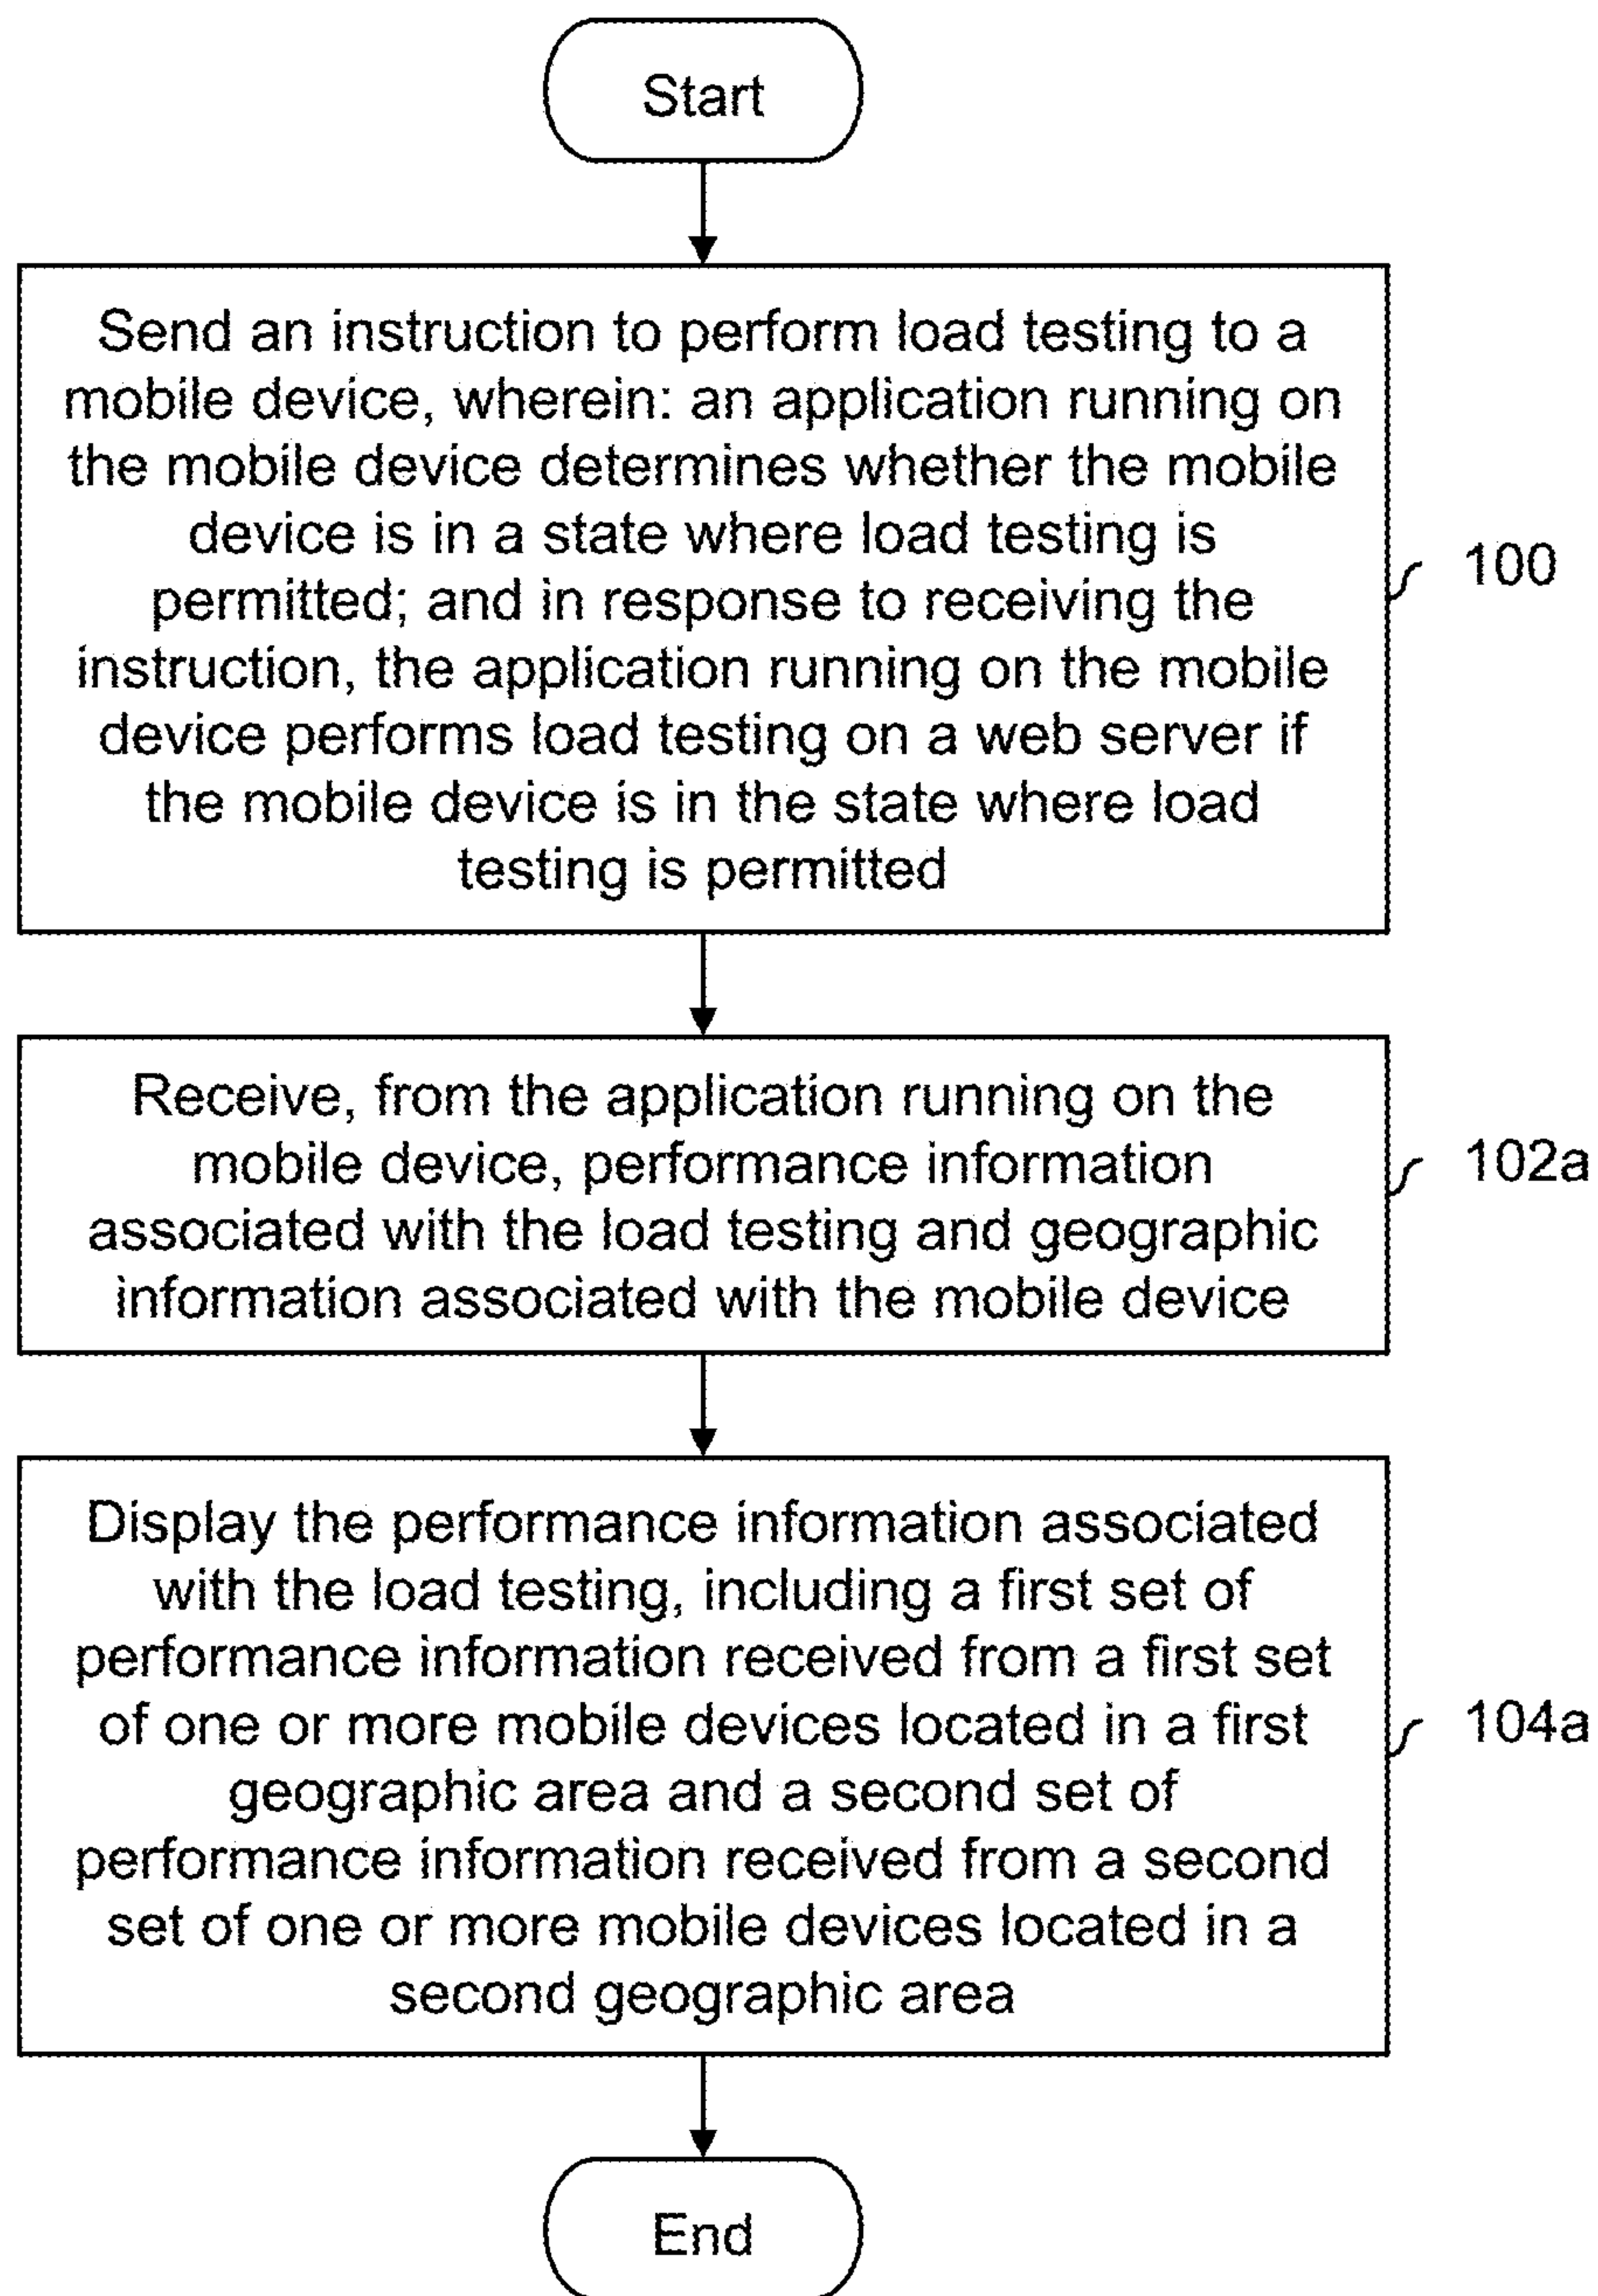 Start
Send an instruction to perform load testing to a
mobile device, wherein: an application running on
the mobile device determines whether the mobile
device is in a state where load testing is
permitted; and in response to receiving the
instruction, the application running on the mobile
device performs load testing on a web server if
the mobile device is in the state where load
testing is permitted
100
Receive, from the application running on the
mobile device, performance information
associated with the load testing and geographic
information associated with the mobile device
102a
Display the performance information associated
with the load testing, including a first set of
performance information received from a first set
of one or more mobile devices located in a first
geographic area and a second set of
performance information received from a second
set of one or more mobile devices located in a
second geographic area
104a
End